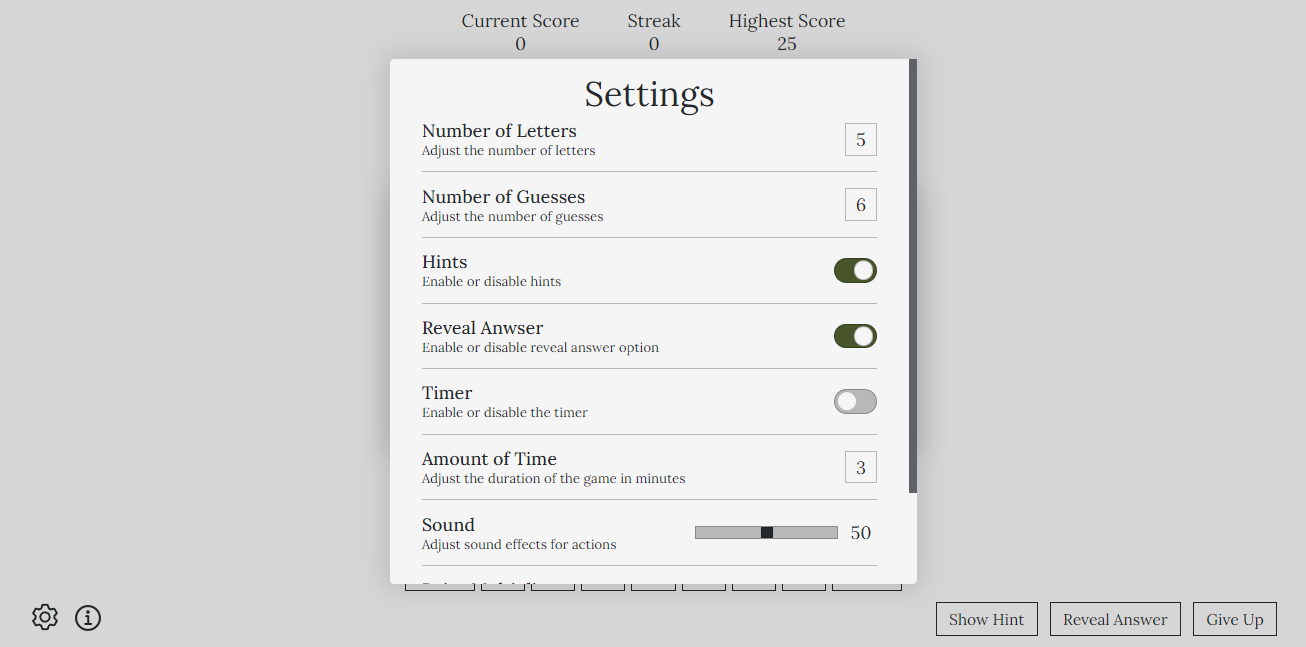 Current Score Streak Highest Score
0 0 25
Settings
Number of Letters
Adjust the number of letters
5
Number of Guesses
Adjust the number of guesses
6
Hints
Enable or disable hints
Reveal Anwser
Enable or disable reveal answer option
Timer
Enable or disable the timer
Amount of Time
Adjust the duration of the game in minutes
3
Sound
Adjust sound effects for actions
50
Show Hint Reveal Answer Give Up